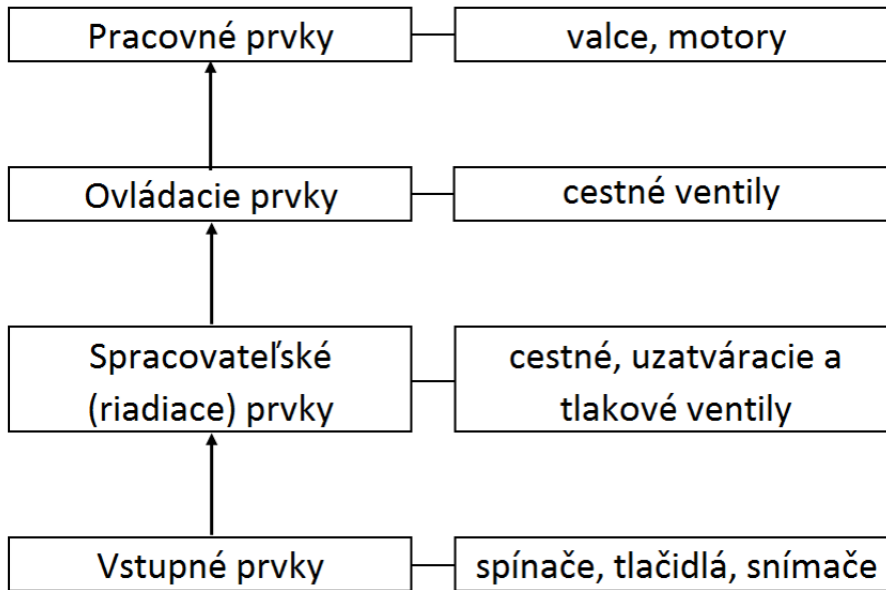 Pracovné prvky
valce, motory
Ovládacie prvky
cestné ventily
Spracovateľské
(riadiace) prvky
cestné, uzatváracie a
tlakové ventily
Vstupné prvky
spínače, tlačidlá, snímače